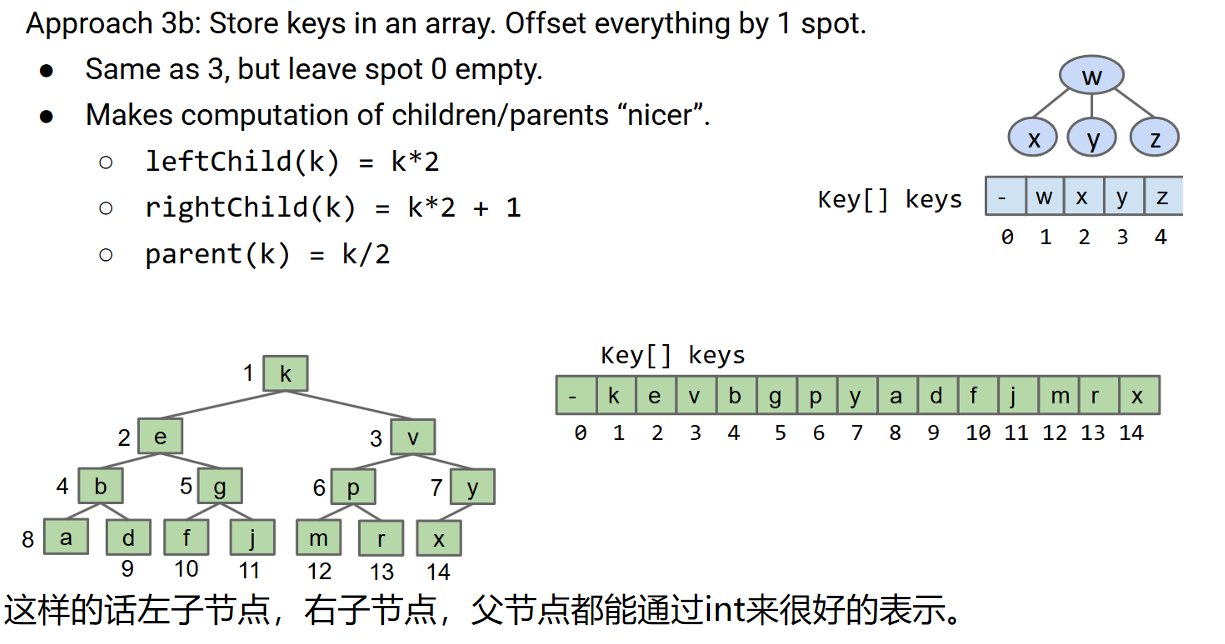 Approach 3b: Store keys in an array. Offset everything by 1 spot.
● Same as 3, but leave spot 0 empty.
● Makes computation of children/parents “nicer”.
○ leftChild(k) = k*2
○ rightChild(k) = k*2 + 1
○ parent(k) = k/2
w
x y z
Key[] keys - w x y z
0 1 2 3 4
Key[] keys
- k e v b g p y a d f j m r x
0 1 2 3 4 5 6 7 8 9 10 11 12 13 14
1 k
2 e 3 v
4 b 5 g 6 p 7 y
8 a d f j m r x
9 10 11 12 13 14
这样的话左子节点，右子节点，父节点都能通过int来很好的表示。